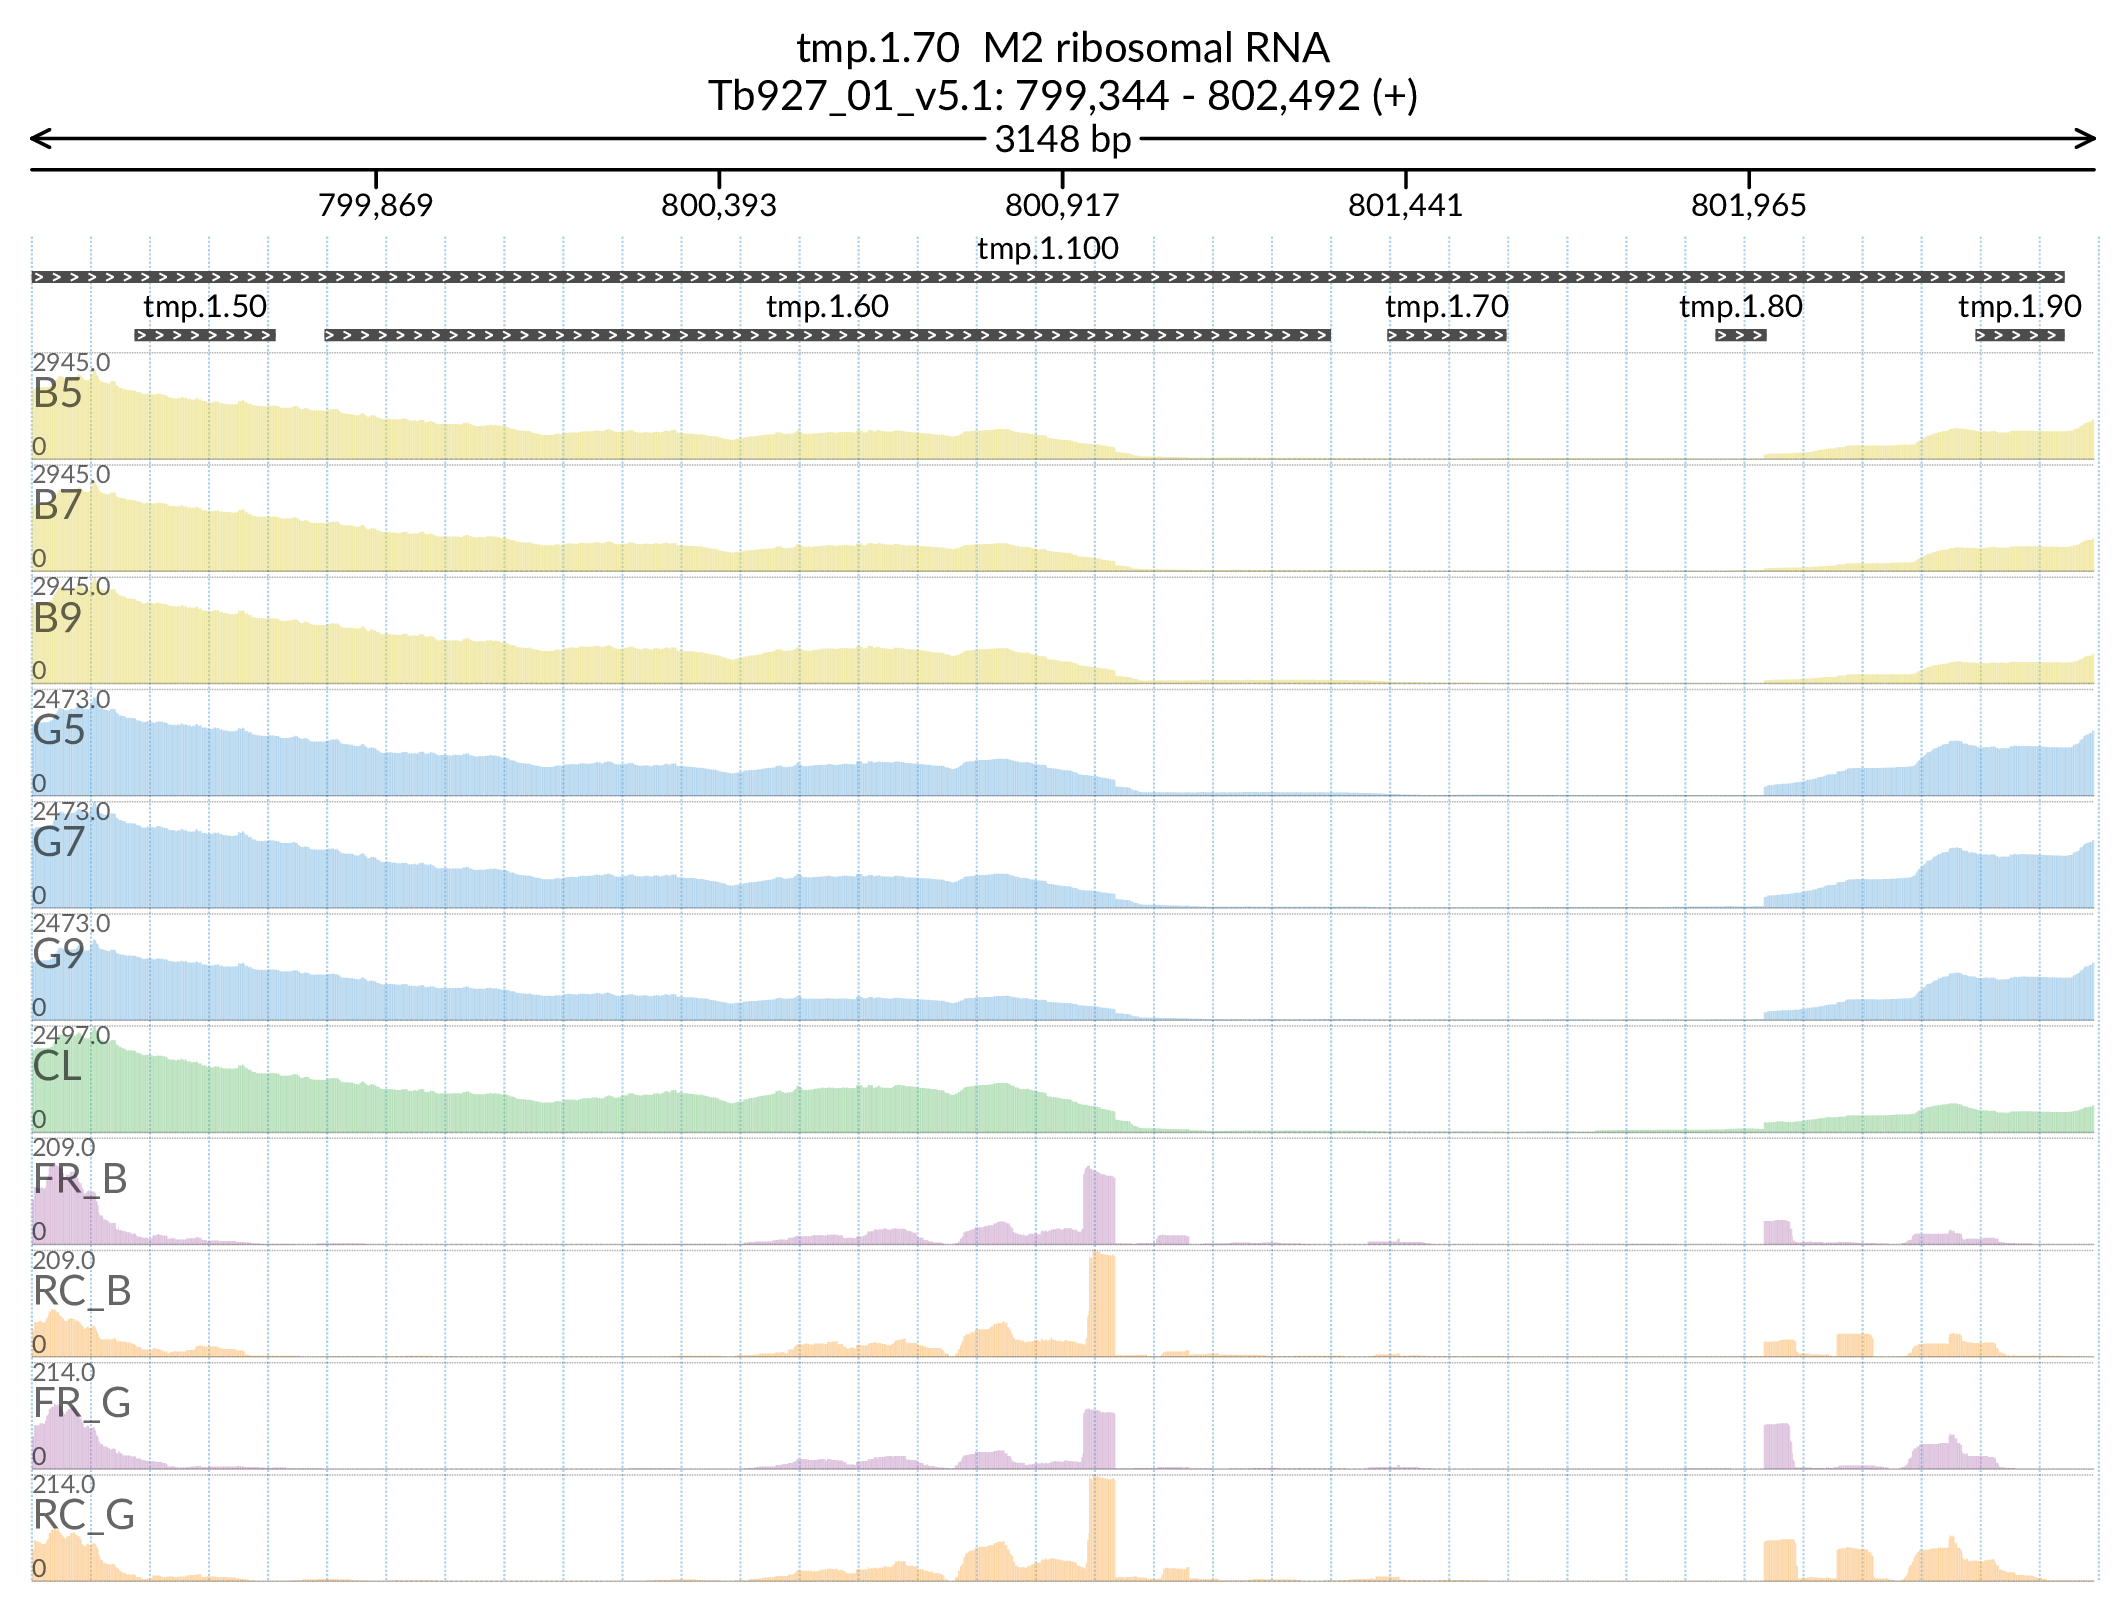 tmp.1.70 M2 ribosomal RNA
Tb927_01_v5.1: 799,344 - 802,492 (+)
3148 bp
799,869 800,393 800,917 801,441 801,965
tmp.1.100
tmp.1.50 tmp.1.60 tmp.1.70 tmp.1.80 tmp.1.90
2945.0
B5
0
2945.0
B7
0
2945.0
B9
0
2473.0
G5
0
2473.0
G7
0
2473.0
G9
0
2497.0
CL
0
209.0
FR_B
0
209.0
RC_B
0
214.0
FR_G
0
214.0
RC_G
0